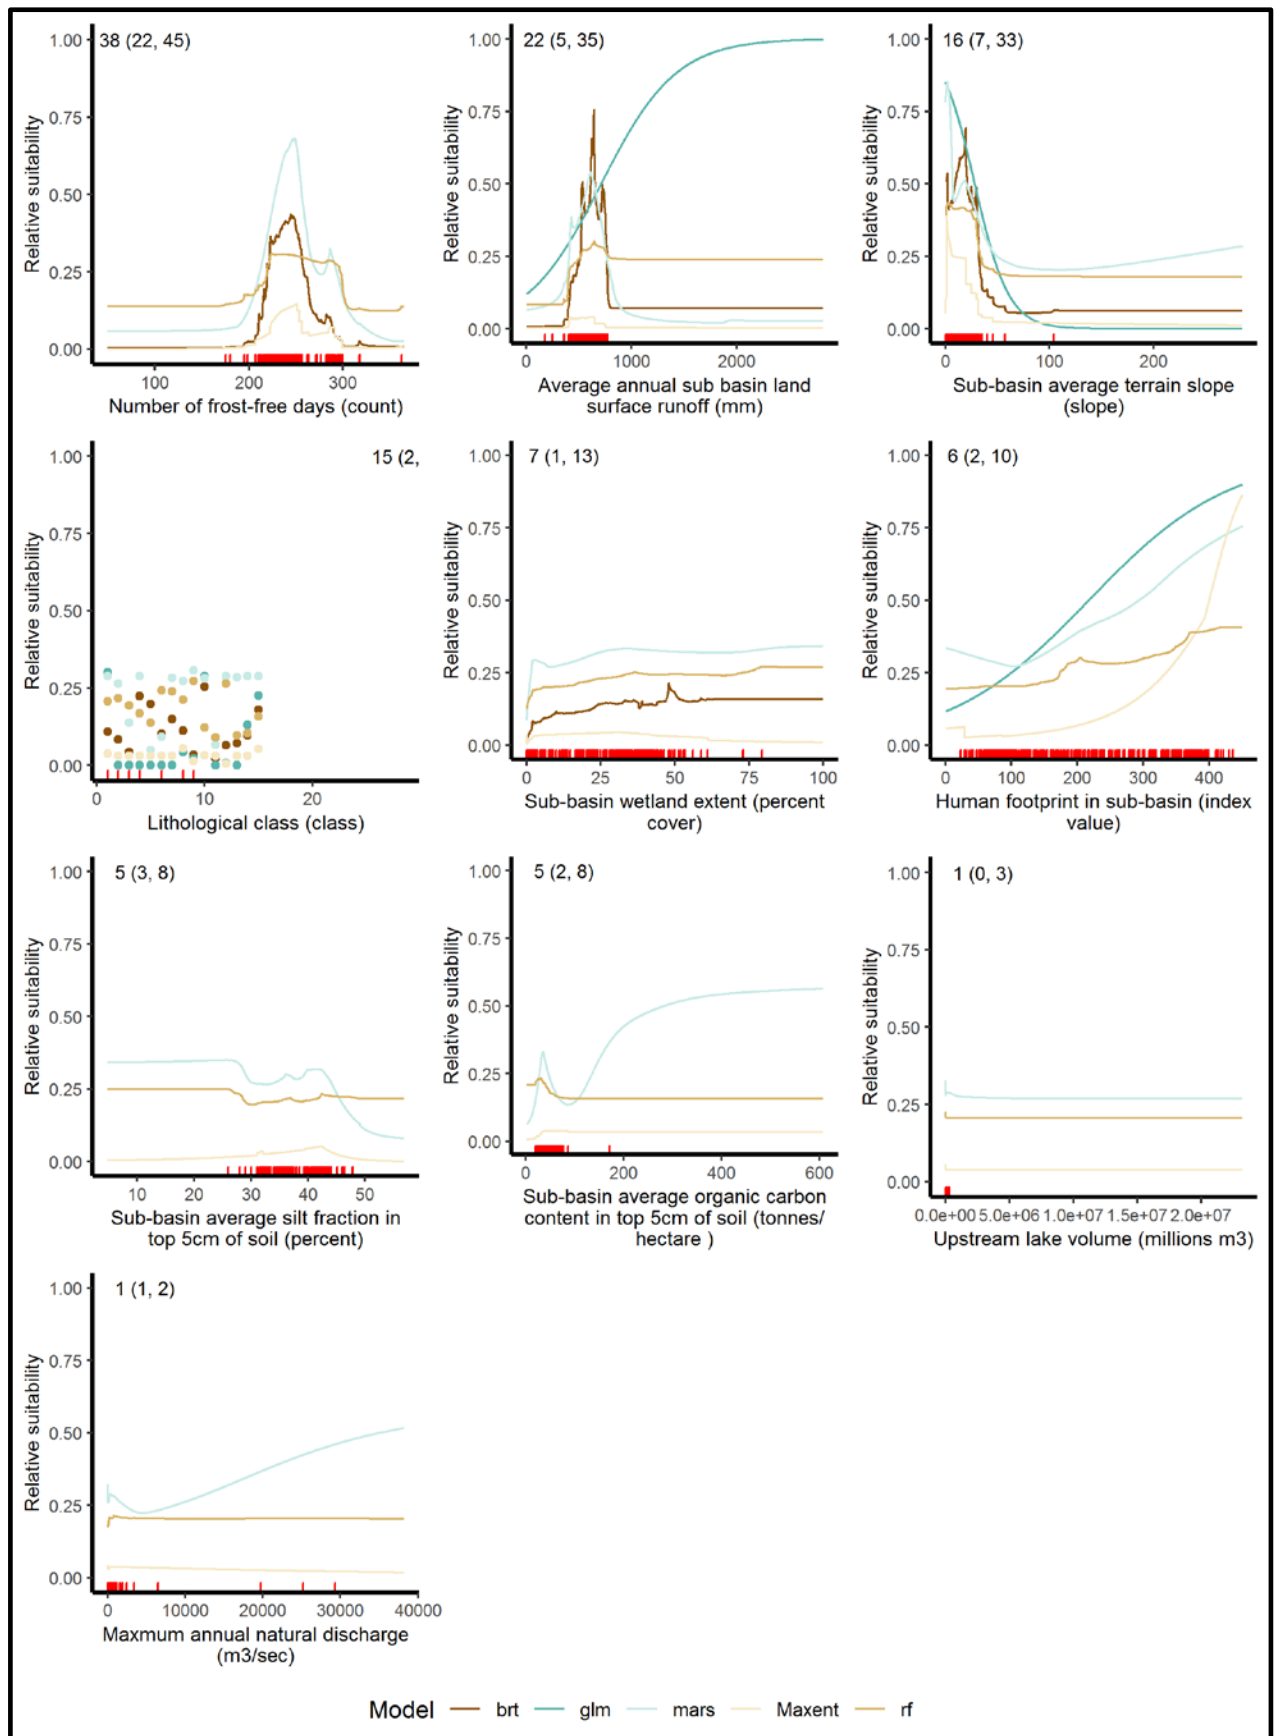 38 (22, 45)
1.00
0.75
0.50
0.25
0.00
Relative suitability
100 200 300
Number of frost-free days (count)
22 (5, 35)
1.00
0.75
0.50
0.25
0.00
Relative suitability
0 1000 2000
Average annual sub basin land
surface runoff (mm)
16 (7, 33)
1.00
0.75
0.50
0.25
0.00
Relative suitability
0 100 200
Sub-basin average terrain slope
(slope)
15 (2,
1.00
0.75
0.50
0.25
0.00
Relative suitability
0 10 20
Lithological class (class)
7 (1, 13)
1.00
0.75
0.50
0.25
0.00
Relative suitability
0 25 50 75 100
Sub-basin wetland extent (percent
cover)
6 (2, 10)
1.00
0.75
0.50
0.25
0.00
Relative suitability
0 100 200 300 400
Human footprint in sub-basin (index
value)
5 (3, 8)
1.00
0.75
0.50
0.25
0.00
Relative suitability
10 20 30 40 50
Sub-basin average silt fraction in
top 5cm of soil (percent)
5 (2, 8)
1.00
0.75
0.50
0.25
0.00
Relative suitability
0 200 400 600
Sub-basin average organic carbon
content in top 5cm of soil (tonnes/
hectare )
1 (0, 3)
1.00
0.75
0.50
0.25
0.00
Relative suitability
0.0e+00 5.0e+06 1.0e+07 1.5e+07 2.0e+07
Upstream lake volume (millions m3)
1 (1, 2)
1.00
0.75
0.50
0.25
0.00
Relative suitability
0 10000 20000 30000 40000
Maxmum annual natural discharge
(m3/sec)
Model brt glm mars Maxent rf